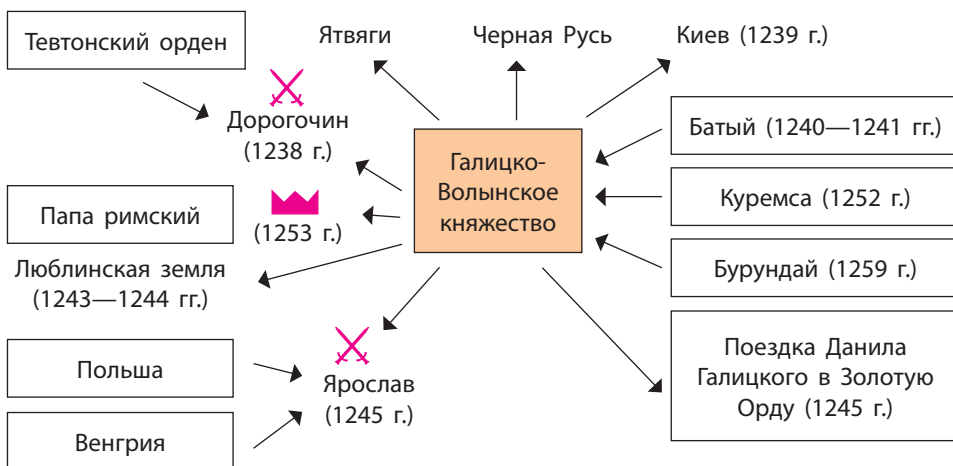 Тевтонский орден
Ятвяги
Черная Русь
Киев (1239 г.)
Дорогочин
(1238 г.)
Галицко-
Волынское
княжество
Батый (1240—1241 гг.)
Папа римский
(1253 г.)
Куремса (1252 г.)
Люблинская земля
(1243—1244 гг.)
Бурундай (1259 г.)
Польша
Венгрия
Ярослав
(1245 г.)
Поездка Данила
Галицкого в Золотую
Орду (1245 г.)